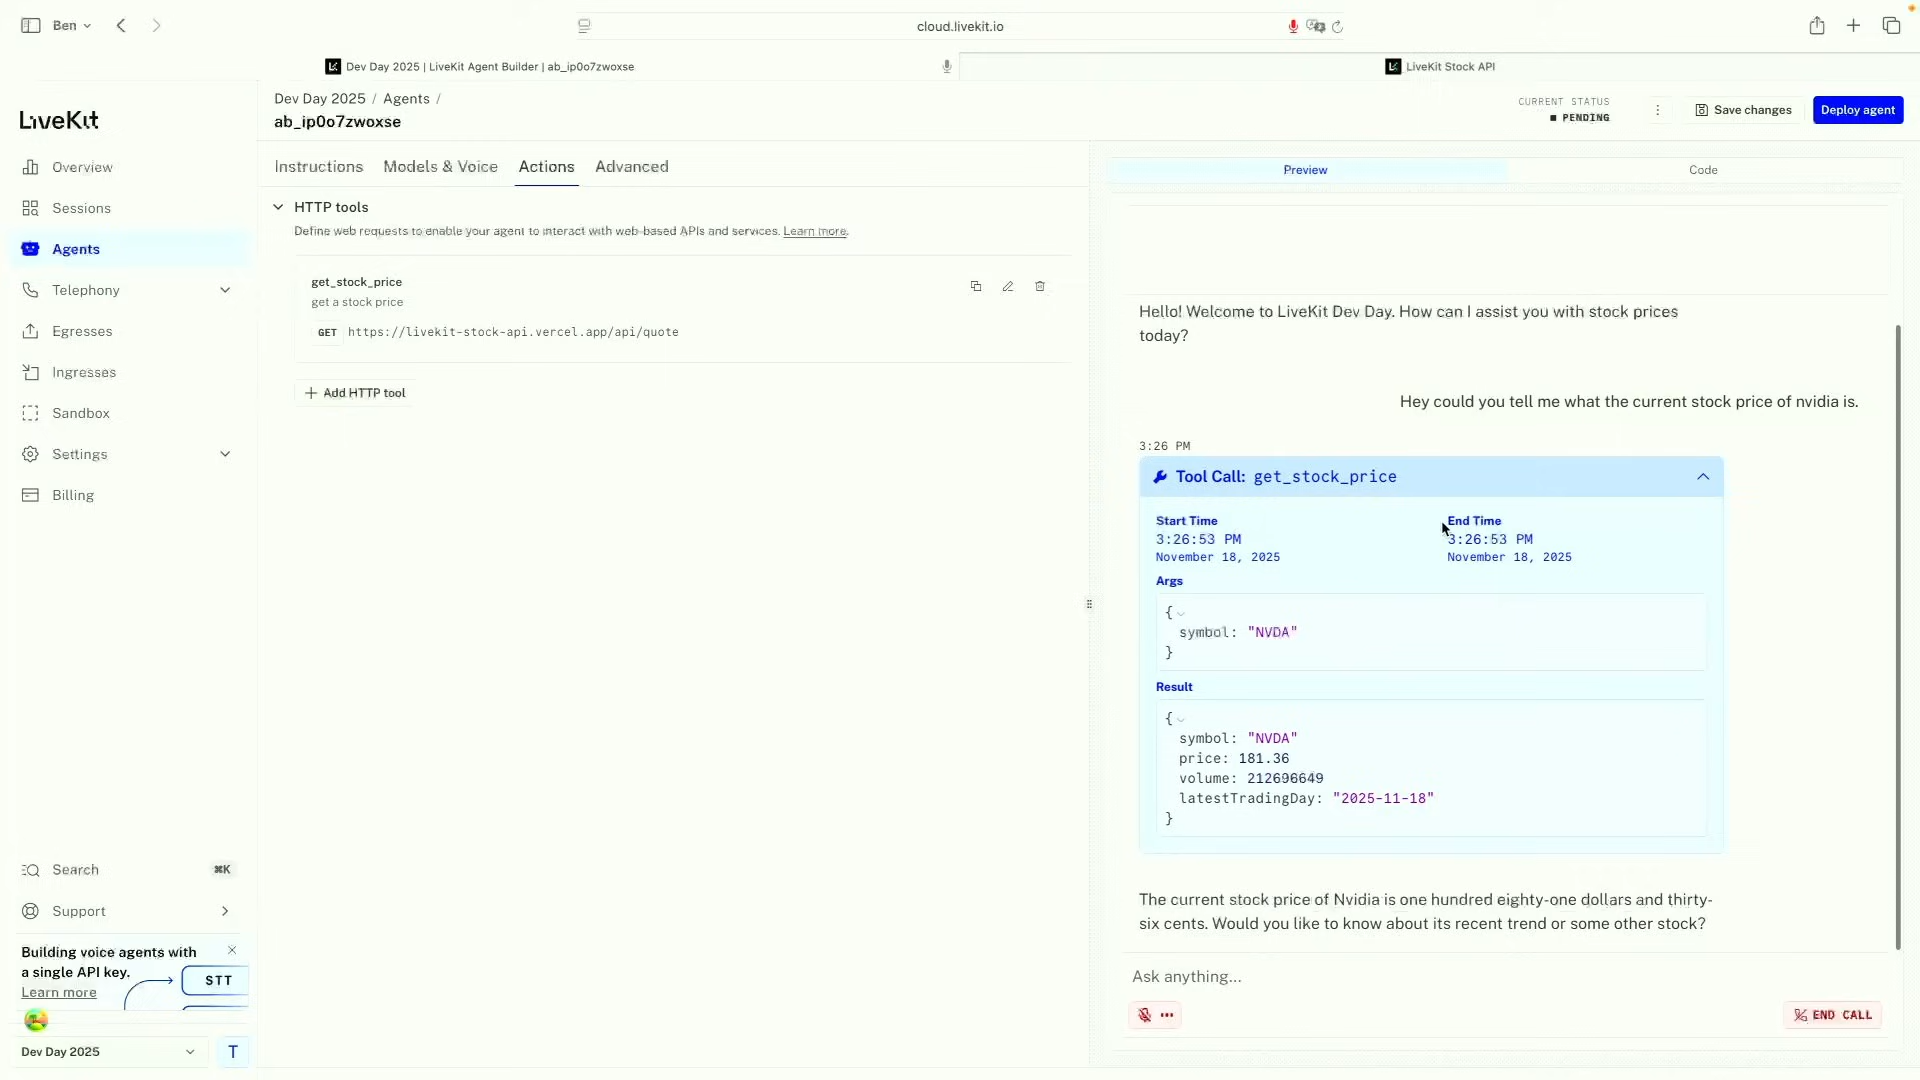 Ben
cloud.livekit.io
Dev Day 2025 | LiveKit Agent Builder | ab_ip0o7zwoxse
LiveKit Stock API
LiveKit
Overview
Sessions
Agents
Telephony
Egresses
Ingresses
Sandbox
Settings
Billing
Search ⌘K
Support
Building voice agents with
a single API key.
Learn more
STT
Dev Day 2025
T
Dev Day 2025 / Agents /
ab_ip0o7zwoxse
CURRENT STATUS
PENDING
Save changes
Deploy agent
Instructions
Models & Voice
Actions
Advanced
HTTP tools
Define web requests to enable your agent to interact with web-based APIs and services. Learn more.
get_stock_price
get a stock price
GET https://livekit-stock-api.vercel.app/api/quote
+ Add HTTP tool
Preview
Code
Hello! Welcome to LiveKit Dev Day. How can I assist you with stock prices
today?
Hey could you tell me what the current stock price of nvidia is.
3:26 PM
Tool Call: get_stock_price
Start Time
3:26:53 PM
November 18, 2025
End Time
3:26:53 PM
November 18, 2025
Args
{
symbol: "NVDA"
}
Result
{
symbol: "NVDA"
price: 181.36
volume: 212696649
latestTradingDay: "2025-11-18"
}
The current stock price of Nvidia is one hundred eighty-one dollars and thirty-
six cents. Would you like to know about its recent trend or some other stock?
Ask anything...
END CALL